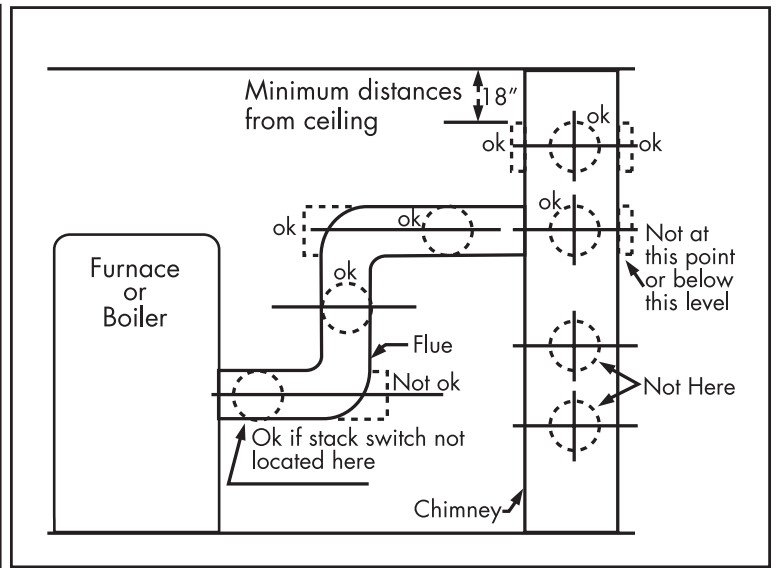 Minimum distances
from ceiling
18"
ok
ok
ok
ok
ok
ok
Not at
this point
or below
this level
Furnace
or
Boiler
ok
Flue
Not ok
Not Here
Ok if stack switch not
located here
Chimney